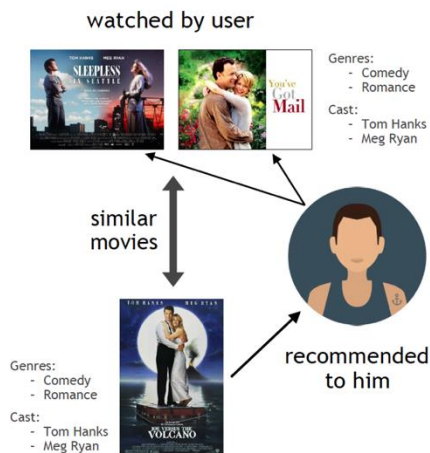 watched by user
TOM HANKS MEG RYAN
SLEEPLESS
IN SEATTLE
You've
Got
Mail
Genres:
- Comedy
- Romance
Cast:
- Tom Hanks
- Meg Ryan
similar
movies
recommended
to him
TOM HANKS MEG RYAN
JOE VERSUS THE
VOLCANO
Genres:
- Comedy
- Romance
Cast:
- Tom Hanks
- Meg Ryan